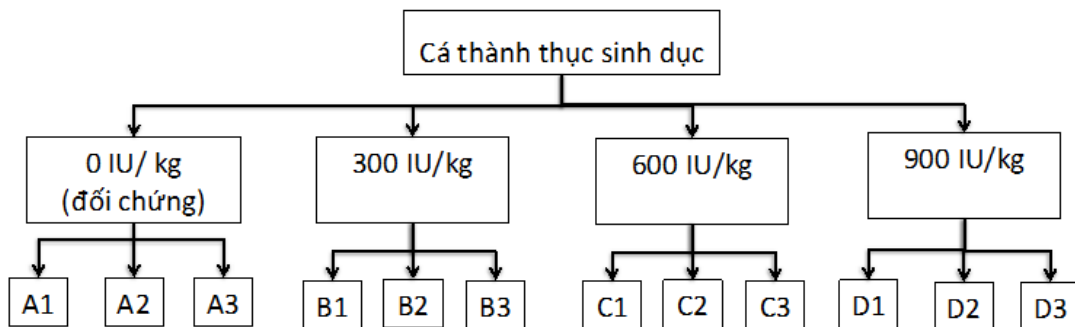 Cá thành thục sinh dục
0 IU/ kg
(đối chứng)
300 IU/kg
600 IU/kg
900 IU/kg
A1
A2
A3
B1
B2
B3
C1
C2
C3
D1
D2
D3